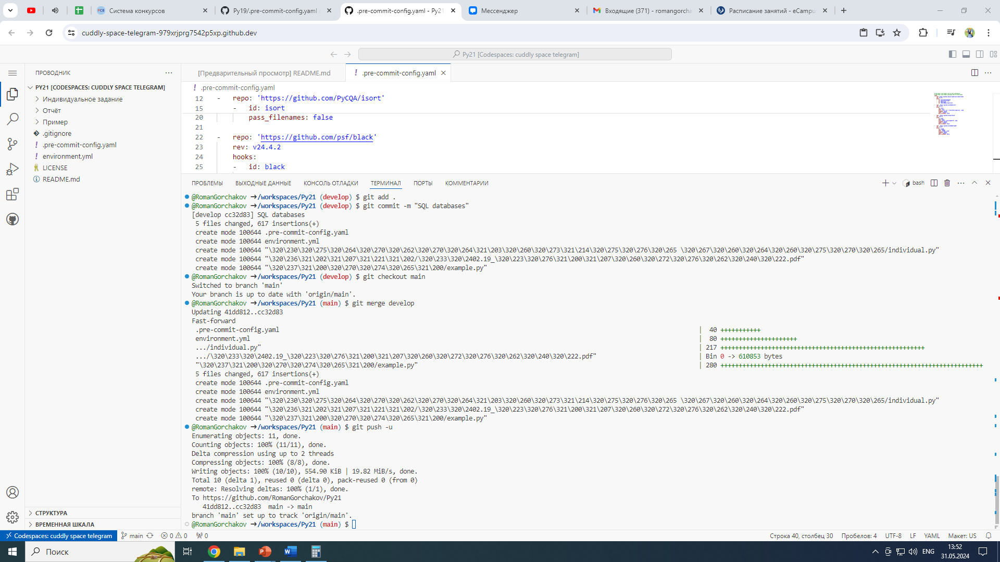 Система конкурсов
Py19/.pre-commit-config.yaml
.pre-commit-config.yaml - Py21
Мессенджер
Входящие (371) - romangorcha
Расписание занятий - eCampu
cuddly-space-telegram-979xrjprg7542p5xp.github.dev
Py21 [Codespaces: cuddly space telegram]
ПРОВОДНИК
[Предварительный просмотр] README.md
! .pre-commit-config.yaml
PY21 [CODESPACES: CUDDLY SPACE TELEGRAM]
Индивидуальное задание
Отчёт
Пример
.gitignore
! .pre-commit-config.yaml
! environment.yml
LICENSE
README.md
СТРУКТУРА
ВРЕМЕННАЯ ШКАЛА
! .pre-commit-config.yaml
12 - repo: 'https://github.com/PyCQA/isort'
15 - id: isort
20 pass_filenames: false
21
22 - repo: 'https://github.com/psf/black'
23 rev: v24.4.2
24 hooks:
25 - id: black
ПРОБЛЕМЫ ВЫХОДНЫЕ ДАННЫЕ КОНСОЛЬ ОТЛАДКИ ТЕРМИНАЛ ПОРТЫ КОММЕНТАРИИ
bash
@RomanGorchakov ➜/workspaces/Py21 (develop) $ git add .
@RomanGorchakov ➜/workspaces/Py21 (develop) $ git commit -m "SQL databases"
[develop cc32d83] SQL databases
5 files changed, 617 insertions(+)
create mode 100644 .pre-commit-config.yaml
create mode 100644 environment.yml
create mode 100644 "\320\230\320\275\320\264\320\270\320\262\320\270\320\264\321\203\320\260\320\273\321\214\320\275\320\276\320\265 \320\267\320\260\320\264\320\260\320\275\320\270\320\265/individual.py"
create mode 100644 "\320\236\321\202\321\207\321\221\321\202/\320\233\320\2402.19_\320\223\320\276\321\200\321\207\320\260\320\272\320\276\320\262\320\240\320\222.pdf"
create mode 100644 "\320\237\321\200\320\270\320\274\320\265\321\200/example.py"
@RomanGorchakov ➜/workspaces/Py21 (develop) $ git checkout main
Switched to branch 'main'
Your branch is up to date with 'origin/main'.
@RomanGorchakov ➜/workspaces/Py21 (main) $ git merge develop
Updating 41dd812..cc32d83
Fast-forward
.pre-commit-config.yaml | 40 +++++++++++
environment.yml | 80 +++++++++++++++++++++
.../individual.py" | 217 ++++++++++++++++++++++++++++++++++++++++++++++++++++++++
.../\320\233\320\2402.19_\320\223\320\276\321\200\321\207\320\260\320\272\320\276\320\262\320\240\320\222.pdf" | Bin 0 -> 610853 bytes
"\320\237\321\200\320\270\320\274\320\265\321\200/example.py" | 280 ++++++++++++++++++++++++++++++++++++++++++++++++++++++++++++++++++++++++
5 files changed, 617 insertions(+)
create mode 100644 .pre-commit-config.yaml
create mode 100644 environment.yml
create mode 100644 "\320\230\320\275\320\264\320\270\320\262\320\270\320\264\321\203\320\260\320\273\321\214\320\275\320\276\320\265 \320\267\320\260\320\264\320\260\320\275\320\270\320\265/individual.py"
create mode 100644 "\320\236\321\202\321\207\321\221\321\202/\320\233\320\2402.19_\320\223\320\276\321\200\321\207\320\260\320\272\320\276\320\262\320\240\320\222.pdf"
create mode 100644 "\320\237\321\200\320\270\320\274\320\265\321\200/example.py"
@RomanGorchakov ➜/workspaces/Py21 (main) $ git push -u
Enumerating objects: 11, done.
Counting objects: 100% (11/11), done.
Delta compression using up to 2 threads
Compressing objects: 100% (8/8), done.
Writing objects: 100% (10/10), 554.90 KiB | 19.82 MiB/s, done.
Total 10 (delta 1), reused 0 (delta 0), pack-reused 0 (from 0)
remote: Resolving deltas: 100% (1/1), done.
To https://github.com/RomanGorchakov/Py21
41dd812..cc32d83 main -> main
branch 'main' set up to track 'origin/main'.
@RomanGorchakov ➜/workspaces/Py21 (main) $
Codespaces: cuddly space telegram main 0 0 0
Строка 40, столбец 30 Пробелов: 4 UTF-8 LF YAML Макет: US
Поиск
ENG
13:52
31.05.2024